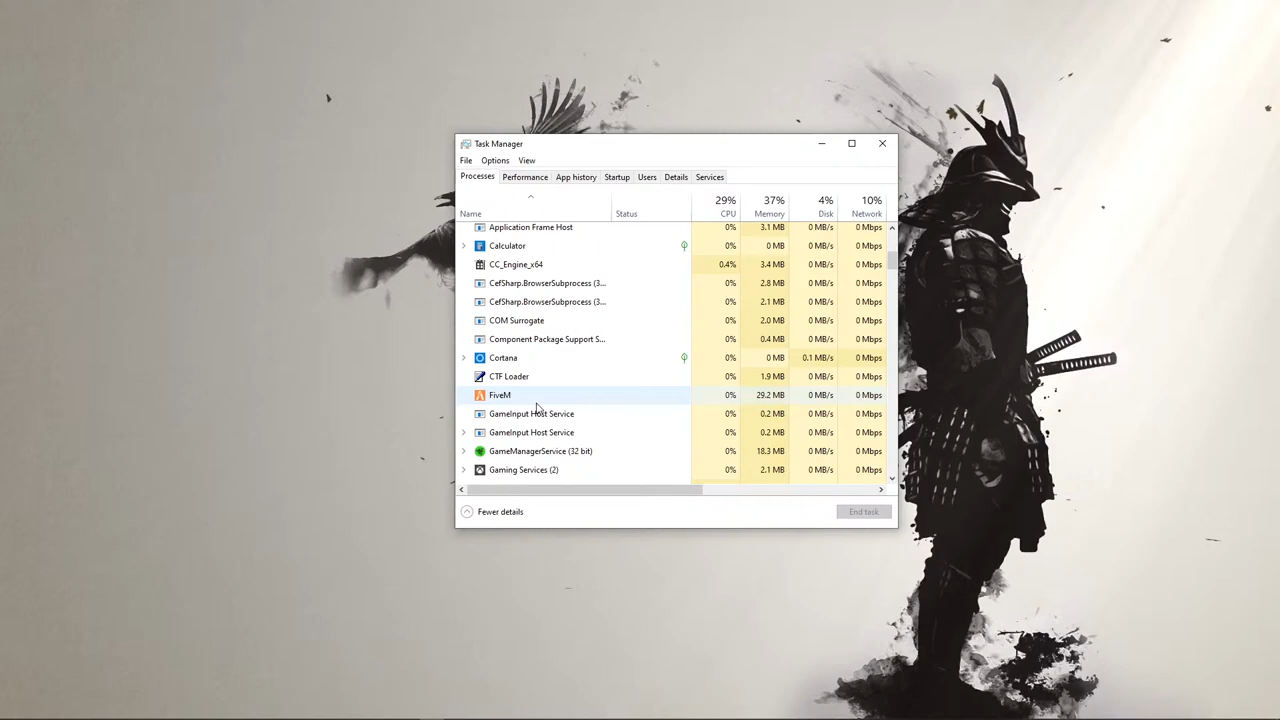 Task Manager
File Options View
Processes Performance App history Startup Users Details Services
29% 37% 4% 10%
Name Status CPU Memory Disk Network
Application Frame Host 0% 3.1 MB 0 MB/s 0 Mbps
Calculator 0% 0 MB 0 MB/s 0 Mbps
CC_Engine_x64 0.4% 3.4 MB 0 MB/s 0 Mbps
CefSharp.BrowserSubprocess (3... 0% 2.8 MB 0 MB/s 0 Mbps
CefSharp.BrowserSubprocess (3... 0% 2.1 MB 0 MB/s 0 Mbps
COM Surrogate 0% 2.0 MB 0 MB/s 0 Mbps
Component Package Support S... 0% 0.4 MB 0 MB/s 0 Mbps
Cortana 0% 0 MB 0.1 MB/s 0 Mbps
CTF Loader 0% 1.9 MB 0 MB/s 0 Mbps
FiveM 0% 29.2 MB 0 MB/s 0 Mbps
GameInput Host Service 0% 0.2 MB 0 MB/s 0 Mbps
GameInput Host Service 0% 0.2 MB 0 MB/s 0 Mbps
GameManagerService (32 bit) 0% 18.3 MB 0 MB/s 0 Mbps
Gaming Services (2) 0% 2.1 MB 0 MB/s 0 Mbps
Fewer details End task